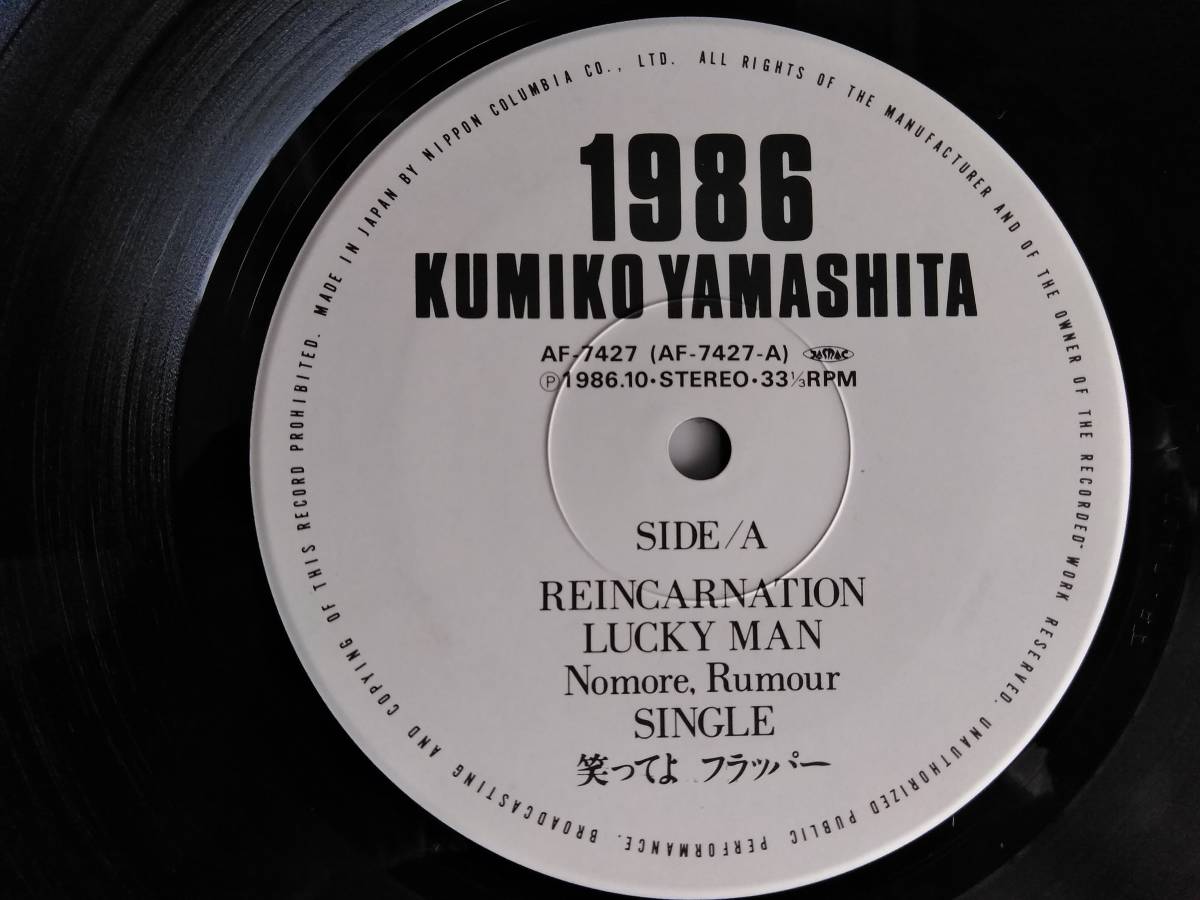 1986
KUMIKO YAMASHITA
AF-7427 (AF-7427-A) JASRAC
Ⓟ1986.10・STEREO・33⅓RPM
SIDE/A
REINCARNATION
LUCKY MAN
Nomore, Rumour
SINGLE
笑ってよ フラッパー
MADE IN JAPAN BY NIPPON COLUMBIA CO., LTD. ALL RIGHTS OF THE MANUFACTURER AND OF THE OWNER OF THE RECORDED-WORK RESERVED. UNAUTHORIZED PUBLIC PERFORMANCE. BROADCASTING AND COPYING OF THIS RECORD PROHIBITED.